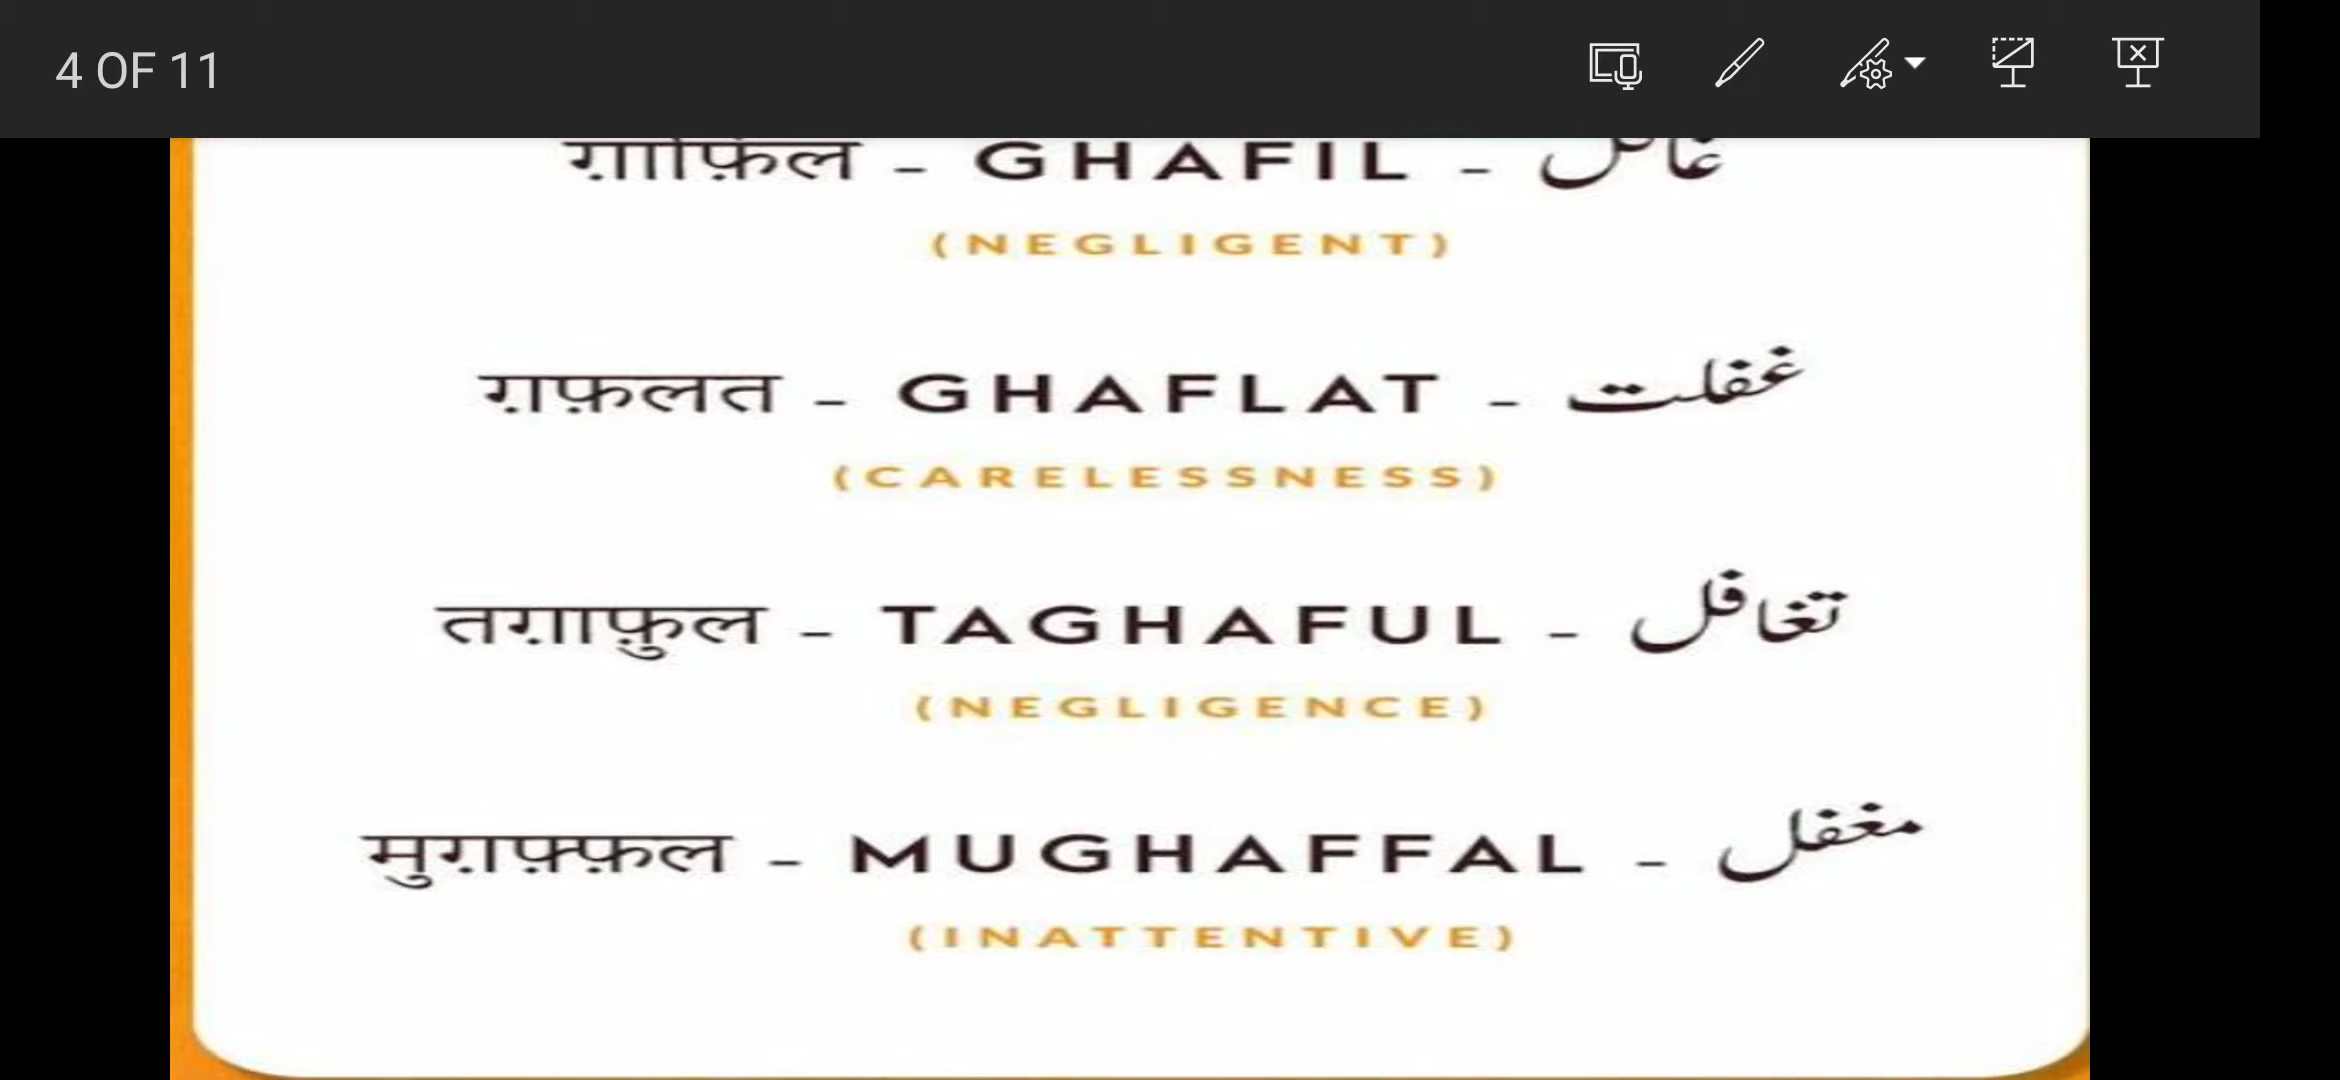 4 OF 11
ग़ाफ़िल - GHAFIL - غافل
(NEGLIGENT)
ग़फ़लत - GHAFLAT - غفلت
(CARELESSNESS)
तग़ाफ़ुल - TAGHAFUL - تغافل
(NEGLIGENCE)
मुग़फ़्फ़ल - MUGHAFFAL - مغفل
(INATTENTIVE)